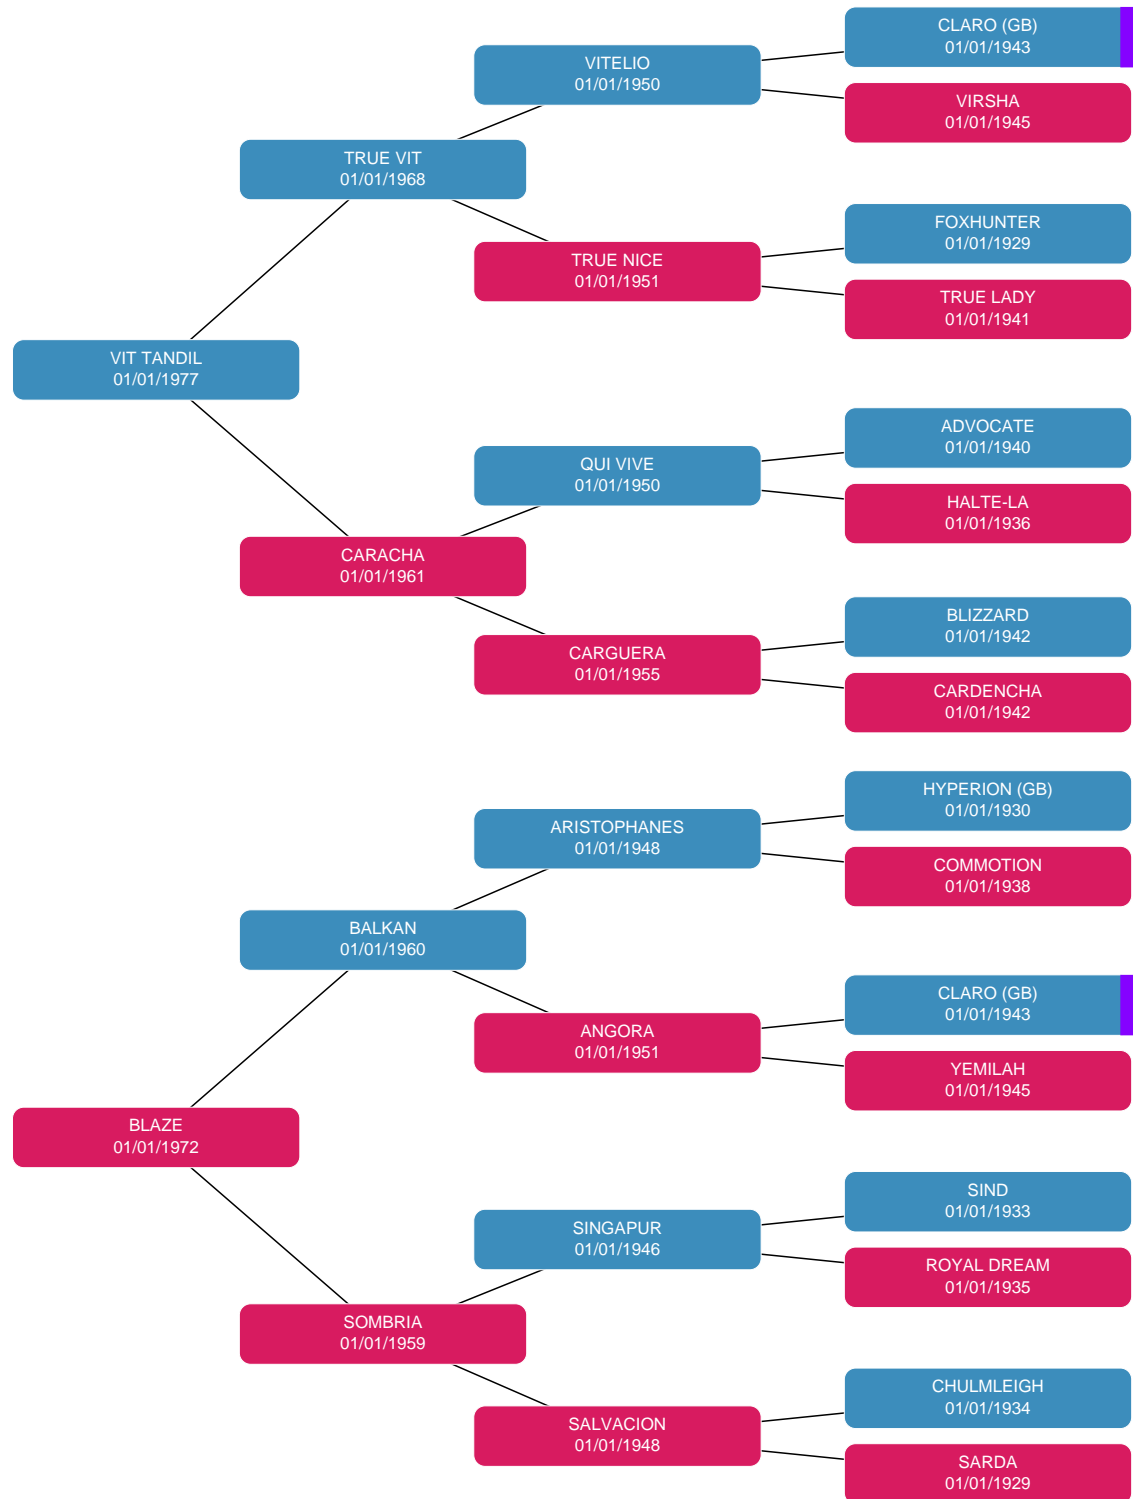 CLARO (GB)
01/01/1943
VITELIO
01/01/1950
VIRSHA
01/01/1945
TRUE VIT
01/01/1968
FOXHUNTER
01/01/1929
TRUE NICE
01/01/1951
TRUE LADY
01/01/1941
VIT TANDIL
01/01/1977
ADVOCATE
01/01/1940
QUI VIVE
01/01/1950
HALTE-LA
01/01/1936
CARACHA
01/01/1961
BLIZZARD
01/01/1942
CARGUERA
01/01/1955
CARDENCHA
01/01/1942
HYPERION (GB)
01/01/1930
ARISTOPHANES
01/01/1948
COMMOTION
01/01/1938
BALKAN
01/01/1960
CLARO (GB)
01/01/1943
ANGORA
01/01/1951
YEMILAH
01/01/1945
BLAZE
01/01/1972
SIND
01/01/1933
SINGAPUR
01/01/1946
ROYAL DREAM
01/01/1935
SOMBRIA
01/01/1959
CHULMLEIGH
01/01/1934
SALVACION
01/01/1948
SARDA
01/01/1929